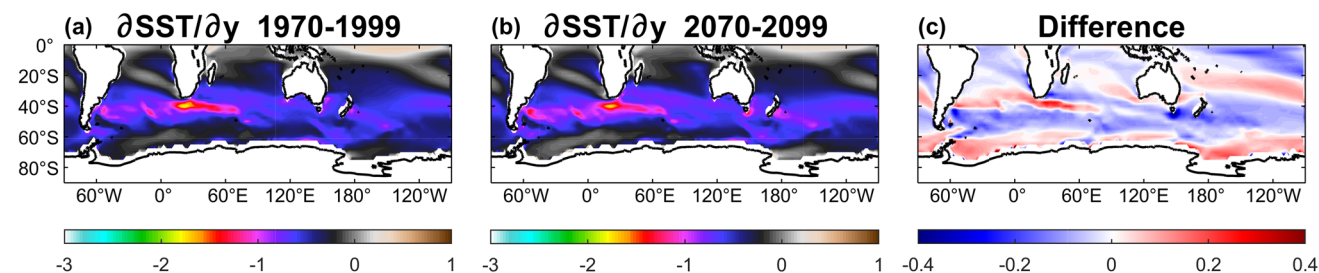 (a) ∂SST/∂y 1970-1999
(b) ∂SST/∂y 2070-2099
(c) Difference
0°
20°S
40°S
60°S
80°S
60°W 0° 60°E 120°E 180° 120°W
60°W 0° 60°E 120°E 180° 120°W
60°W 0° 60°E 120°E 180° 120°W
-3 -2 -1 0 1
-3 -2 -1 0 1
-0.4 -0.2 0 0.2 0.4